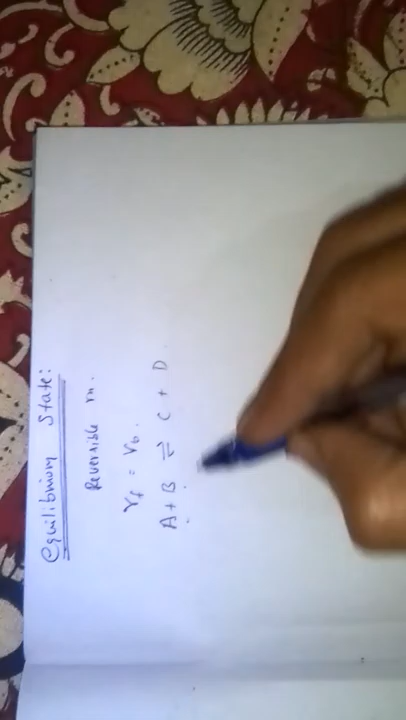 Equilibrium State:
Reversible rn.
rf = rb.
A + B ⇌ C + D